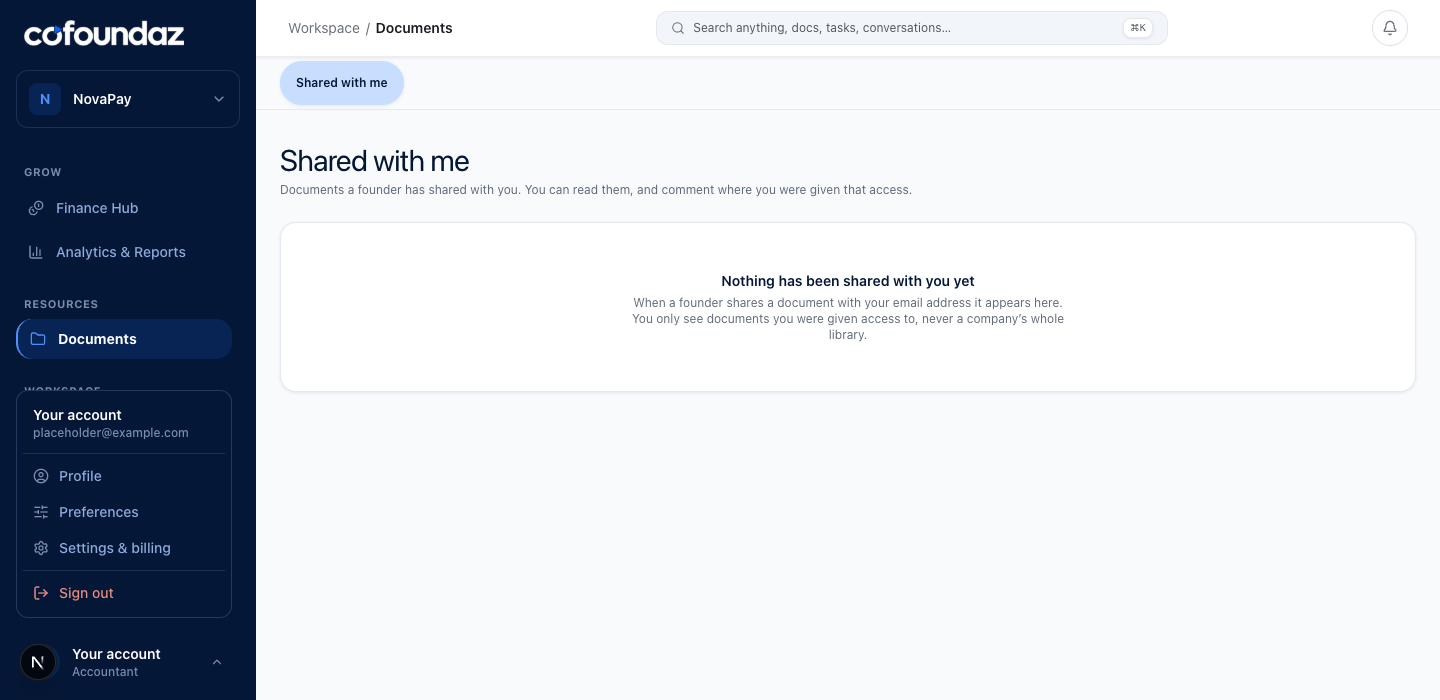 cofoundaz
N NovaPay
GROW
Finance Hub
Analytics & Reports
RESOURCES
Documents
WORKSPACE
Your account
placeholder@example.com
Profile
Preferences
Settings & billing
Sign out
N Your account
Accountant
Workspace / Documents
Search anything, docs, tasks, conversations... ⌘K
Shared with me
Shared with me
Documents a founder has shared with you. You can read them, and comment where you were given that access.
Nothing has been shared with you yet
When a founder shares a document with your email address it appears here.
You only see documents you were given access to, never a company’s whole
library.